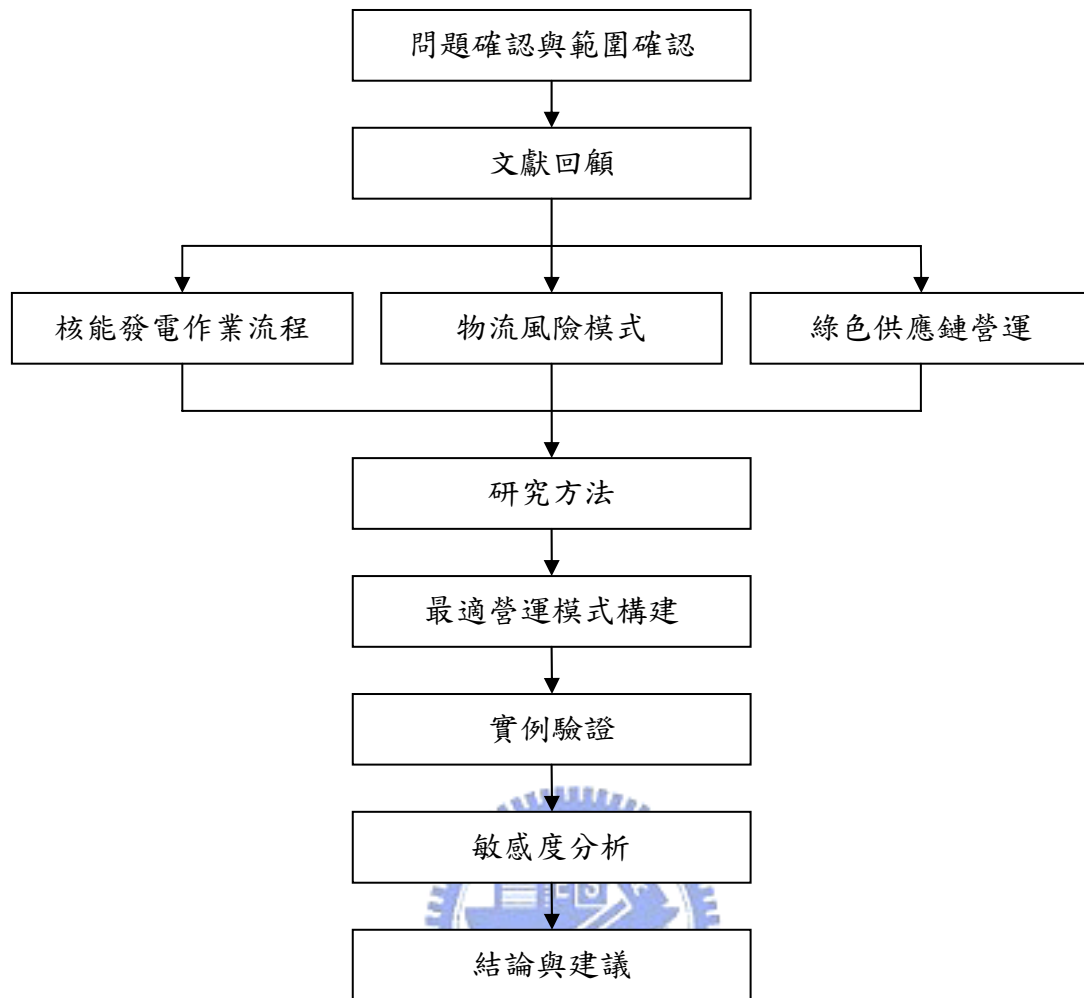 問題確認與範圍確認
文獻回顧
核能發電作業流程
物流風險模式
綠色供應鏈營運
研究方法
最適營運模式構建
實例驗證
敏感度分析
結論與建議